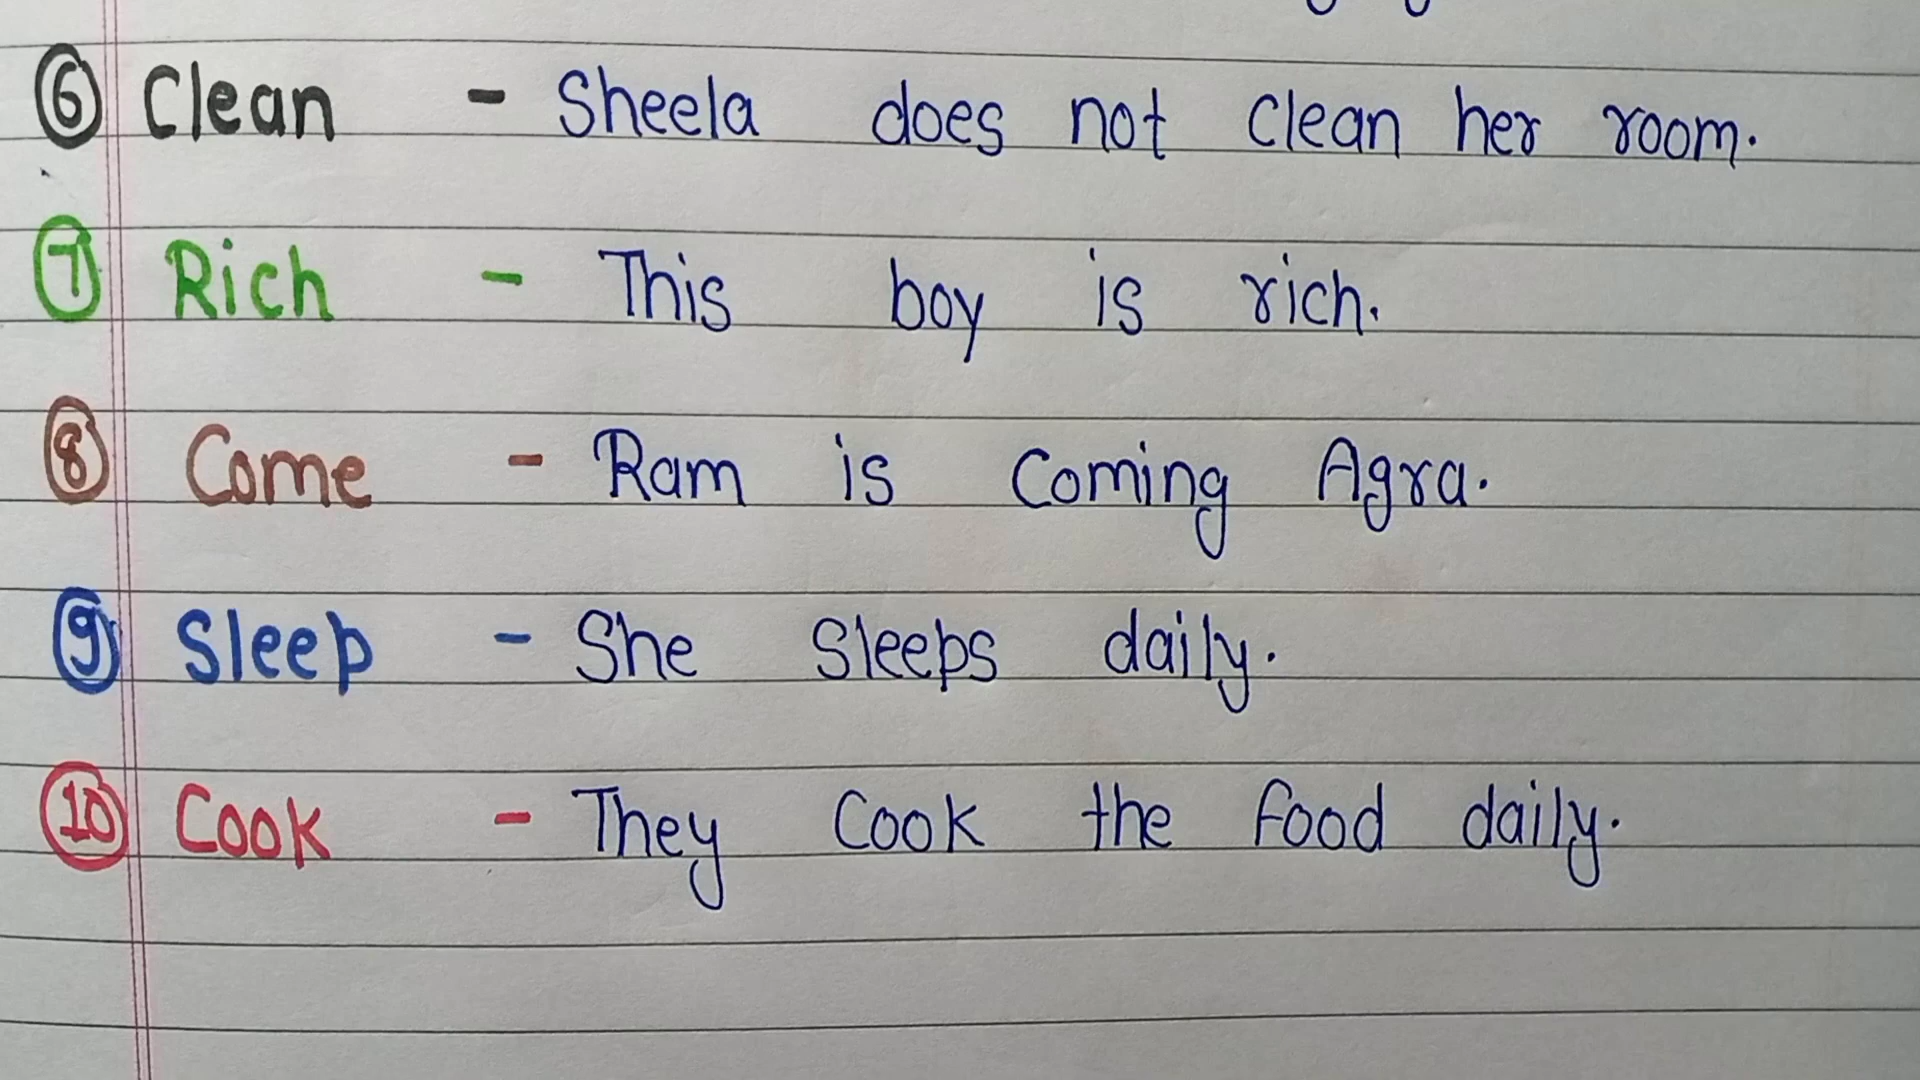 6 Clean - Sheela does not clean her room.
7 Rich - This boy is rich.
8 Come - Ram is coming Agra.
9 Sleep - She sleeps daily.
10 Cook - They cook the food daily.